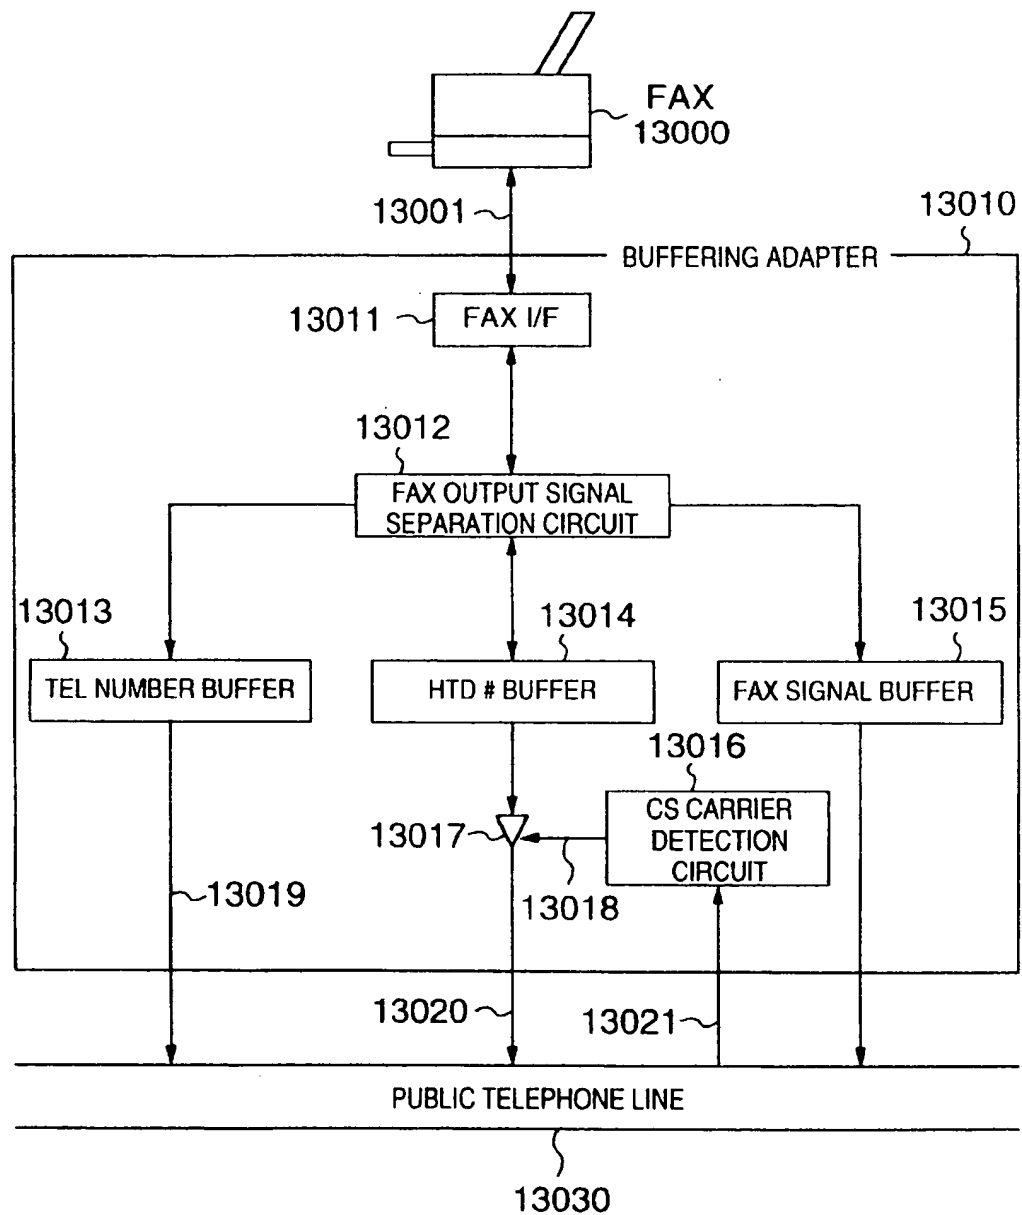 FAX
13000
13001
13010
BUFFERING ADAPTER
13011
FAX I/F
13012
FAX OUTPUT SIGNAL
SEPARATION CIRCUIT
13013
13014
13015
TEL NUMBER BUFFER
HTD # BUFFER
FAX SIGNAL BUFFER
13016
13017
CS CARRIER
DETECTION
CIRCUIT
13018
13019
13020
13021
PUBLIC TELEPHONE LINE
13030